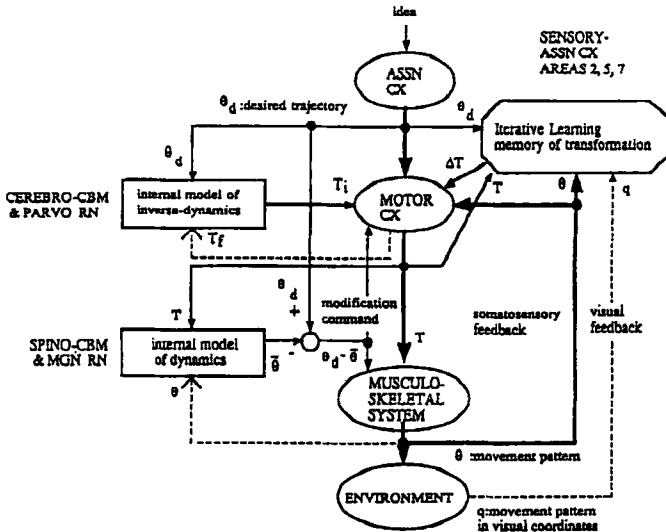 idea
SENSORY-
ASSN CX
AREAS 2, 5, 7
ASSN
CX
θd :desired trajectory
θd
Iterative Learning
memory of transformation
θd
ΔT
T
θ
q
CEREBRO-CBM
& PARVO RN
internal model of
inverse-dynamics
Ti
MOTOR
CX
Tf
θd
+
modification
command
somatosensory
feedback
visual
feedback
T
T
SPINO-CBM
& MGN RN
internal model
of dynamics
θ̄
-
θd - θ̄
θ
MUSCULO-
SKELETAL
SYSTEM
θ :movement pattern
ENVIRONMENT
q:movement pattern
in visual coordinates